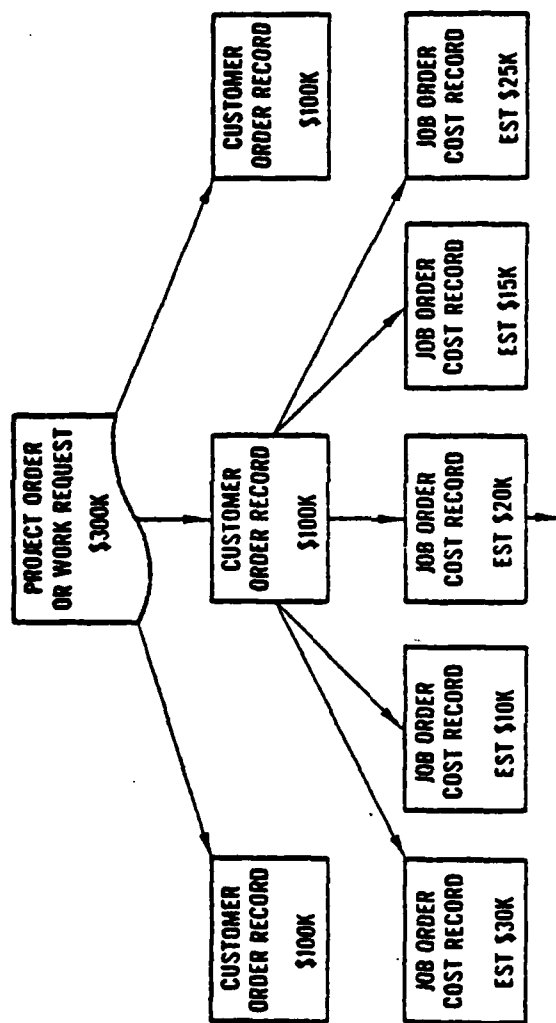 PROJECT ORDER
OR WORK REQUEST
$300K
CUSTOMER
ORDER RECORD
$100K
CUSTOMER
ORDER RECORD
$100K
CUSTOMER
ORDER RECORD
$100K
JOB ORDER
COST RECORD
EST $30K
JOB ORDER
COST RECORD
EST $10K
JOB ORDER
COST RECORD
EST $20K
JOB ORDER
COST RECORD
EST $15K
JOB ORDER
COST RECORD
EST $25K